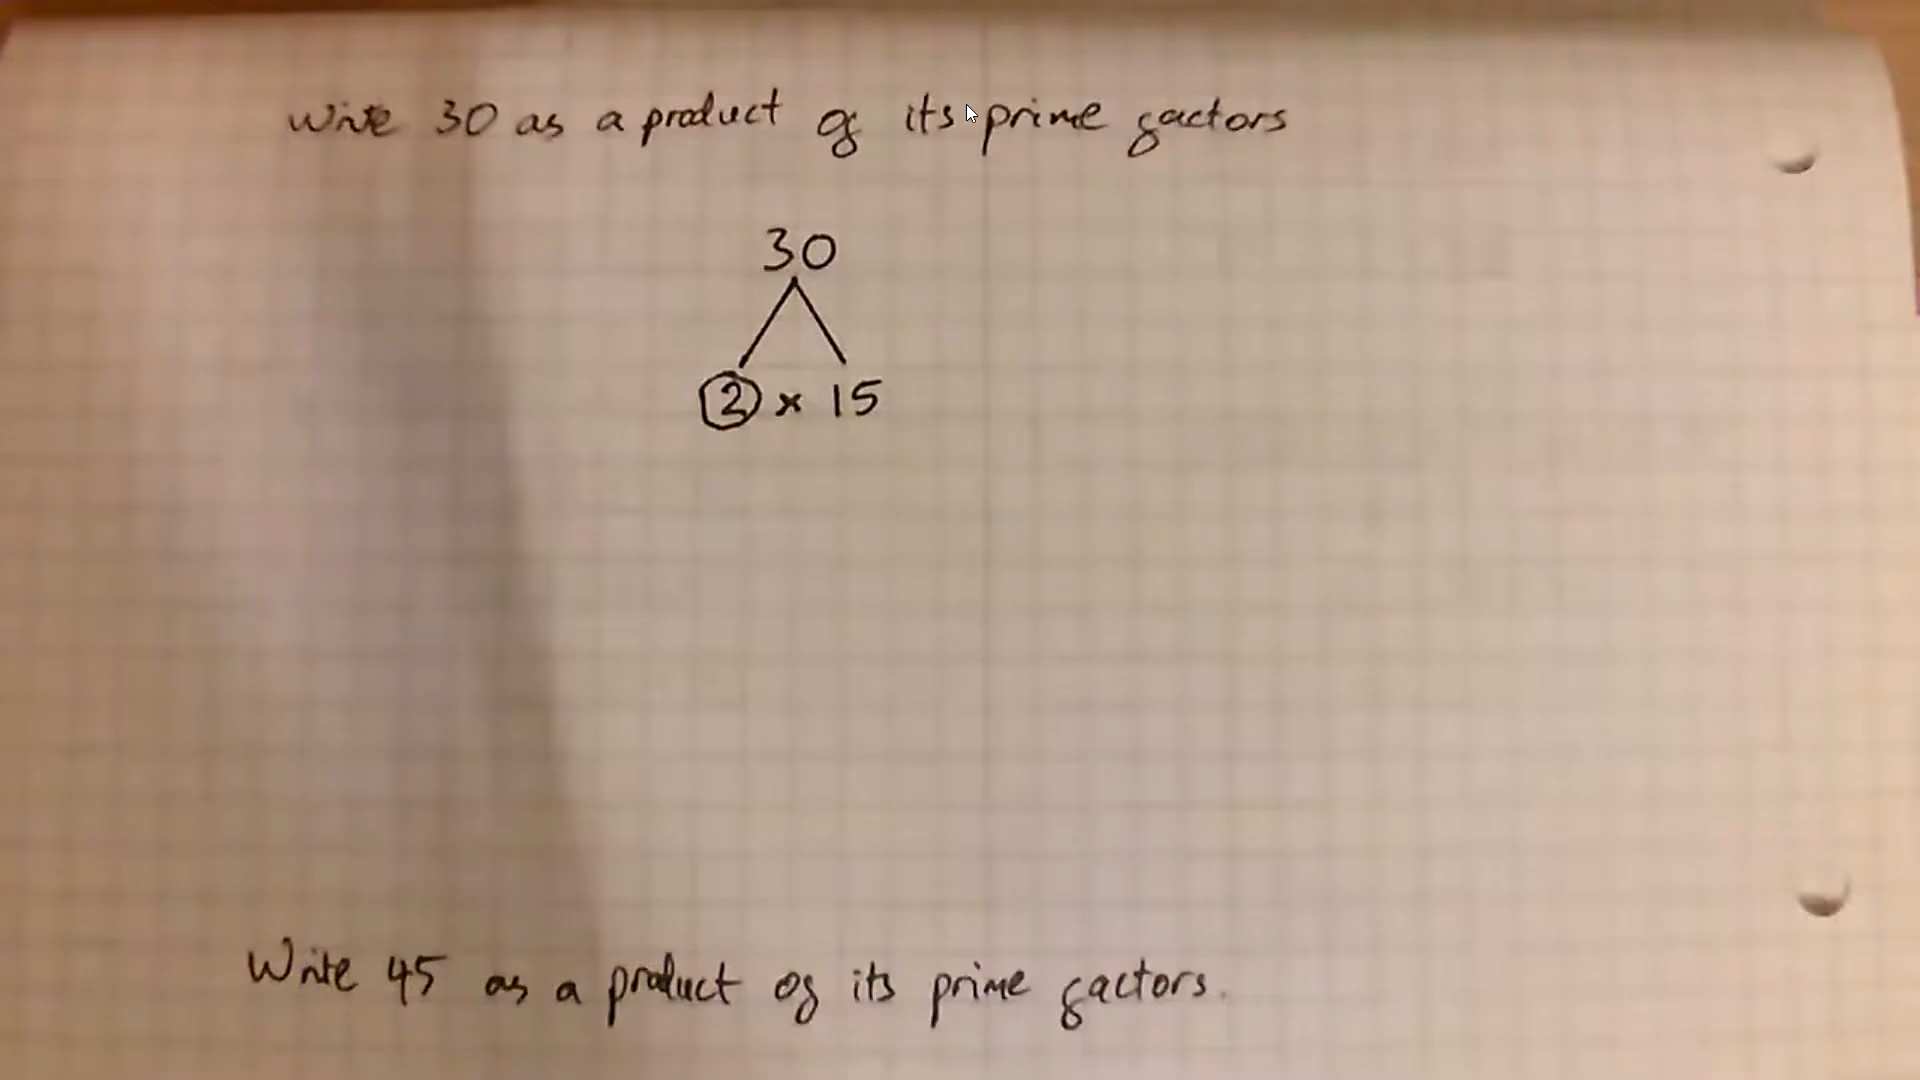 Write 30 as a product of its prime factors
30
2 × 15
Write 45 as a product of its prime factors.